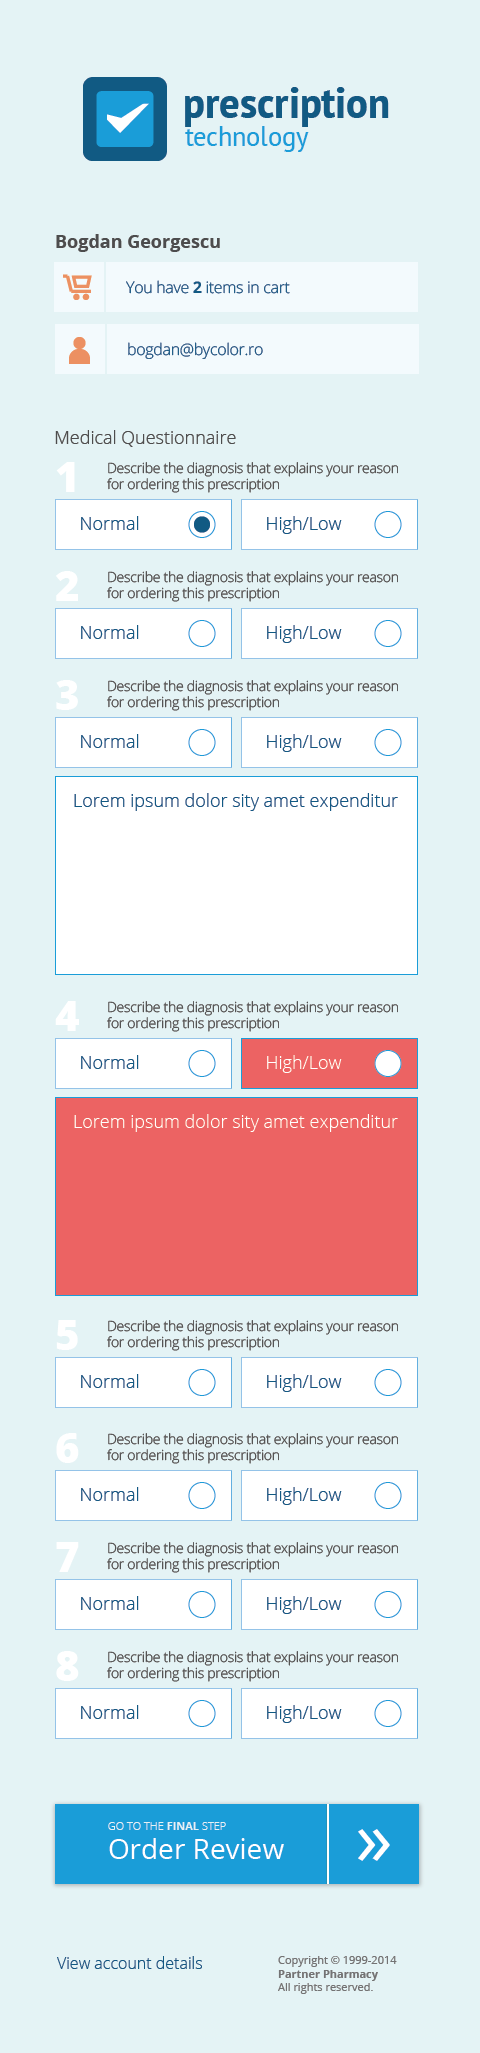 prescription
technology
Bogdan Georgescu
You have 2 items in cart
bogdan@bycolor.ro
Medical Questionnaire
1
Describe the diagnosis that explains your reason
for ordering this prescription
Normal
High/Low
2
Describe the diagnosis that explains your reason
for ordering this prescription
Normal
High/Low
3
Describe the diagnosis that explains your reason
for ordering this prescription
Normal
High/Low
Lorem ipsum dolor sity amet expenditur
4
Describe the diagnosis that explains your reason
for ordering this prescription
Normal
High/Low
Lorem ipsum dolor sity amet expenditur
5
Describe the diagnosis that explains your reason
for ordering this prescription
Normal
High/Low
6
Describe the diagnosis that explains your reason
for ordering this prescription
Normal
High/Low
7
Describe the diagnosis that explains your reason
for ordering this prescription
Normal
High/Low
8
Describe the diagnosis that explains your reason
for ordering this prescription
Normal
High/Low
GO TO THE FINAL STEP
Order Review
View account details
Copyright © 1999-2014
Partner Pharmacy
All rights reserved.